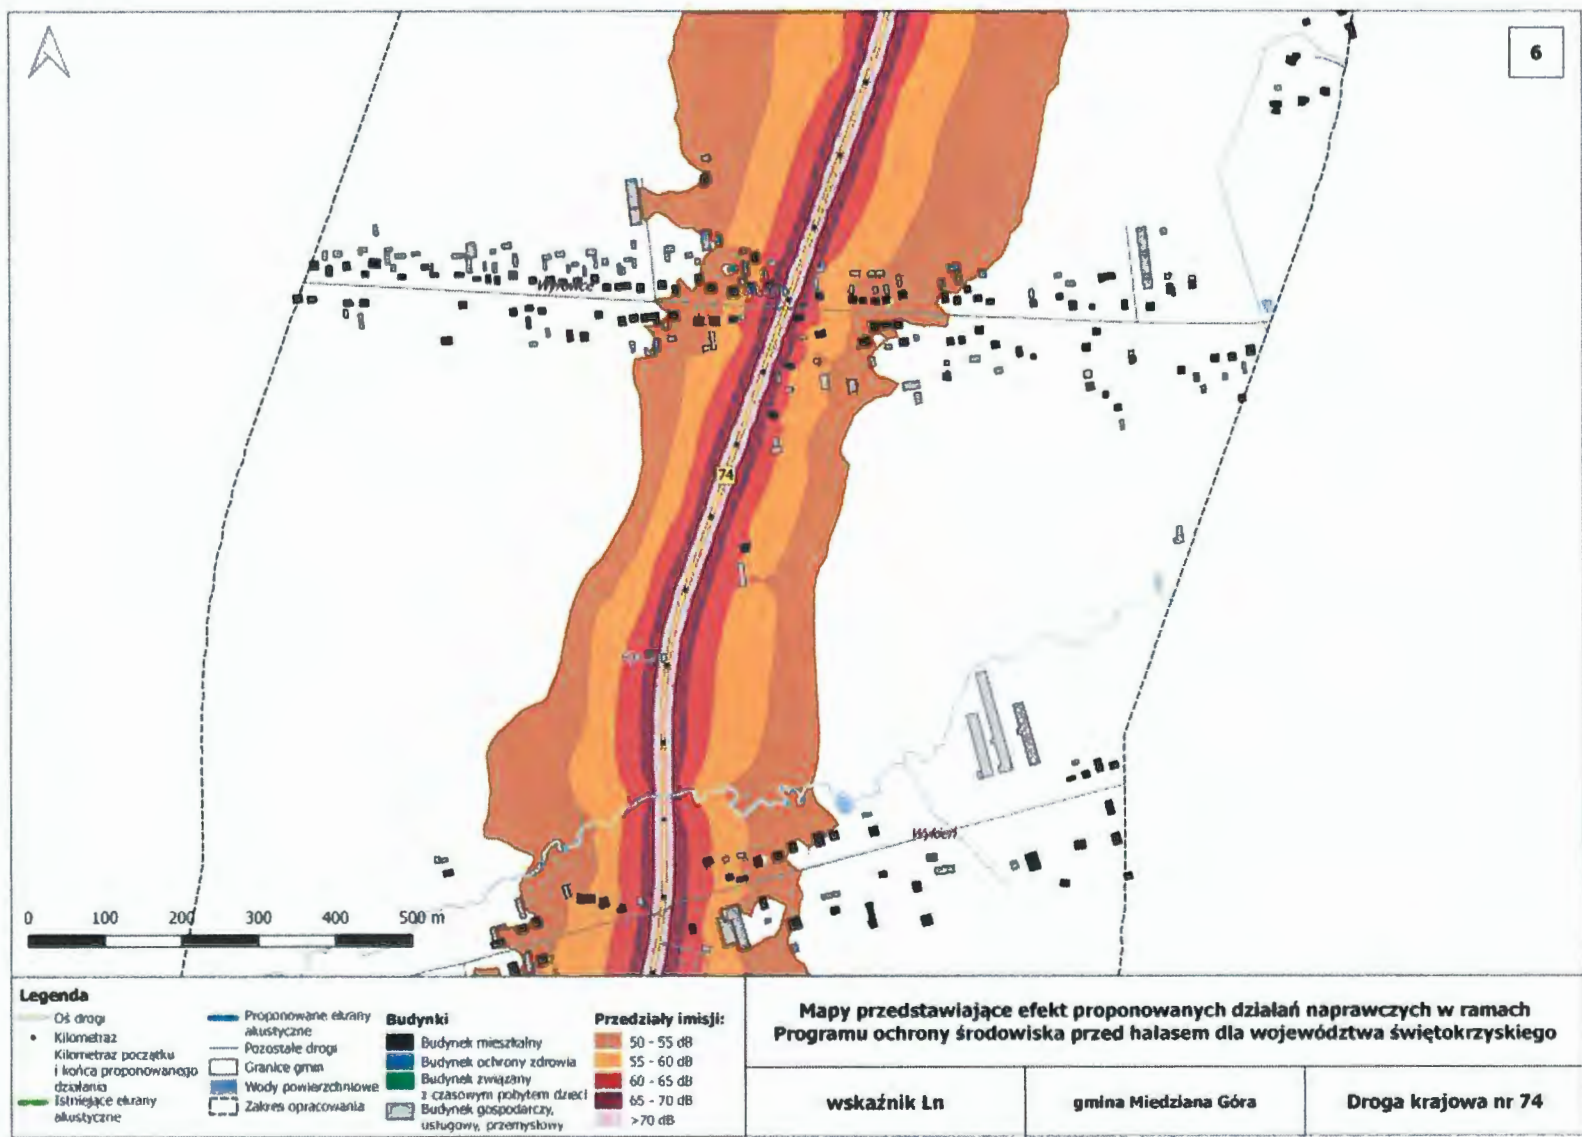 6
74
Wykień
0 100 200 300 400 500 m
Legenda
Oś drogi
Kilometraż
Kilometraż początku
i końca proponowanego
działania
Istniejące ekrany
akustyczne
Proponowane ekrany
akustyczne
Pozostałe drogi
Granice gmin
Wody powierzchniowe
Zakres opracowania
Budynki
Budynek mieszkalny
Budynek ochrony zdrowia
Budynek związany
z czasowym pobytem dzieci
Budynek gospodarczy,
usługowy, przemysłowy
Przedziały imisji:
50 - 55 dB
55 - 60 dB
60 - 65 dB
65 - 70 dB
>70 dB
Mapy przedstawiające efekt proponowanych działań naprawczych w ramach
Programu ochrony środowiska przed hałasem dla województwa świętokrzyskiego
wskaźnik Ln
gmina Miedziana Góra
Droga krajowa nr 74